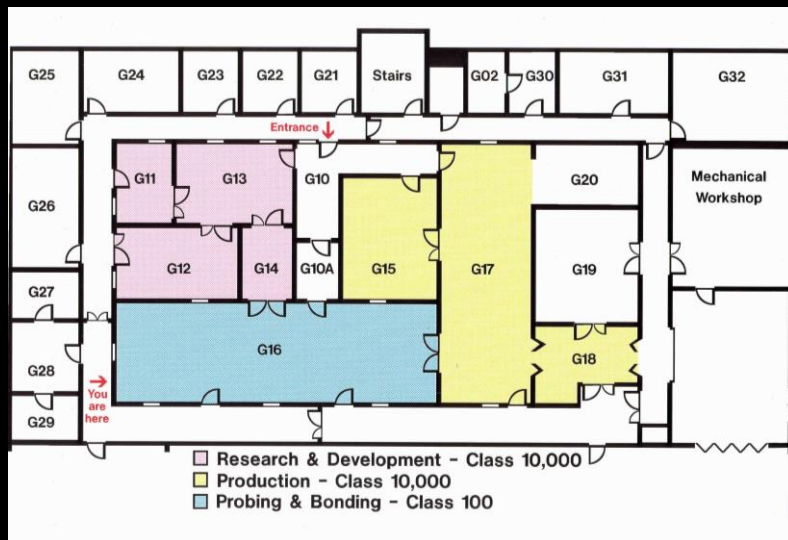 G25
G24
G23
G22
G21
Stairs
G02
G30
G31
G32
Entrance
G11
G13
G10
G20
Mechanical
Workshop
G26
G12
G14
G10A
G15
G17
G19
G27
G16
G18
G28
You
are
here
G29
Research & Development - Class 10,000
Production - Class 10,000
Probing & Bonding - Class 100